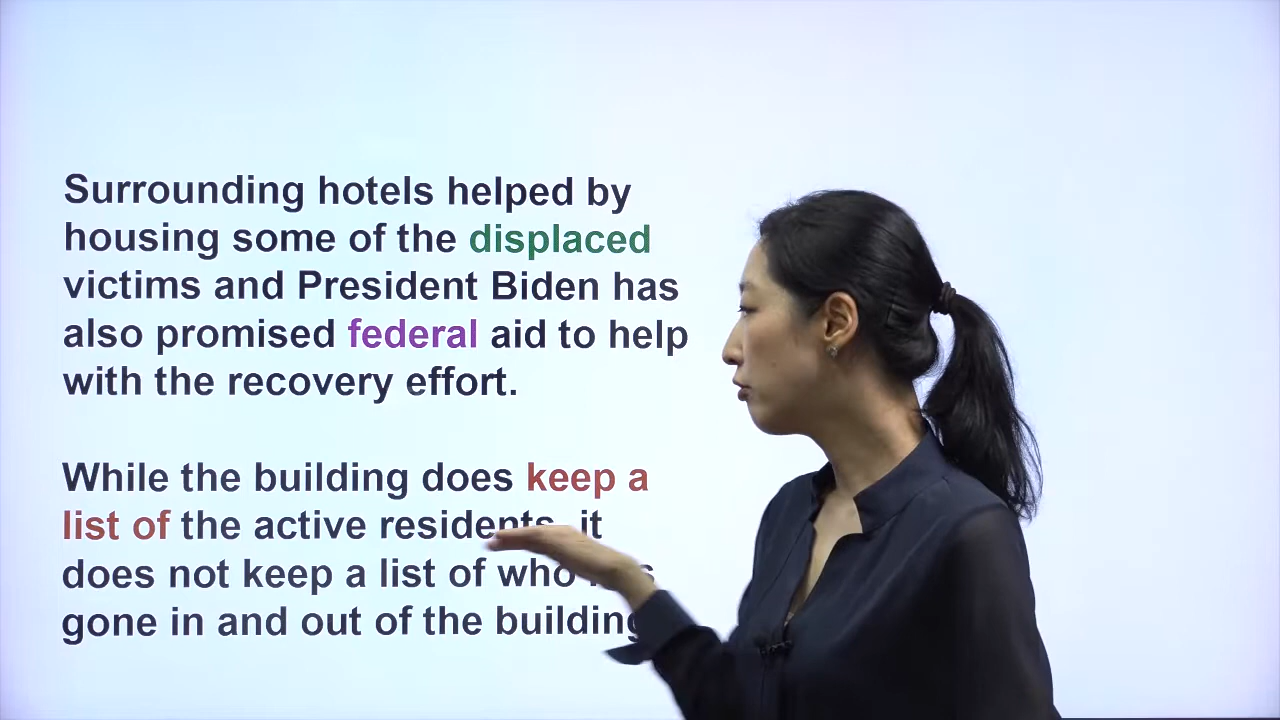 Surrounding hotels helped by
housing some of the displaced
victims and President Biden has
also promised federal aid to help
with the recovery effort.
While the building does keep a
list of the active residents, it
does not keep a list of who has
gone in and out of the building